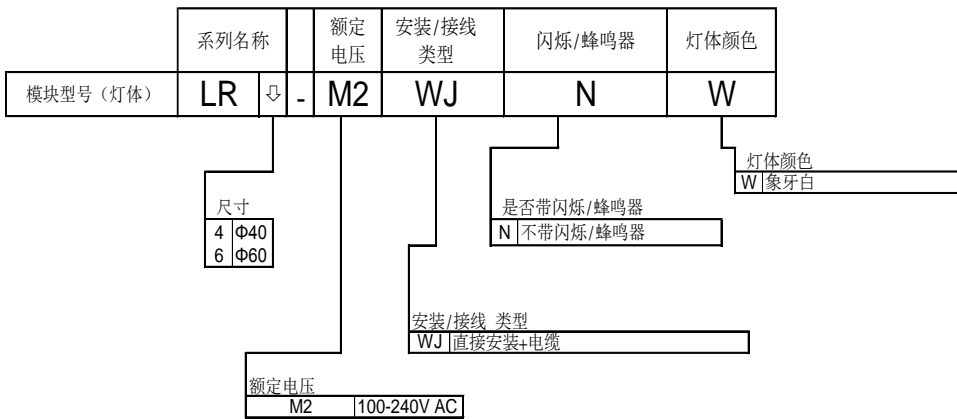 系列名称 额定电压 安装/接线类型 闪烁/蜂鸣器 灯体颜色
模块型号（灯体） LR ⇩ - M2 WJ N W
灯体颜色
W 象牙白
尺寸
4 Φ40
6 Φ60
是否带闪烁/蜂鸣器
N 不带闪烁/蜂鸣器
安装/接线 类型
WJ 直接安装+电缆
额定电压
M2 100-240V AC